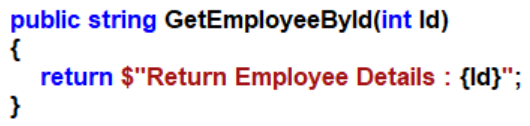 public string GetEmployeeById(int Id)
{
return $"Return Employee Details : {Id}";
}